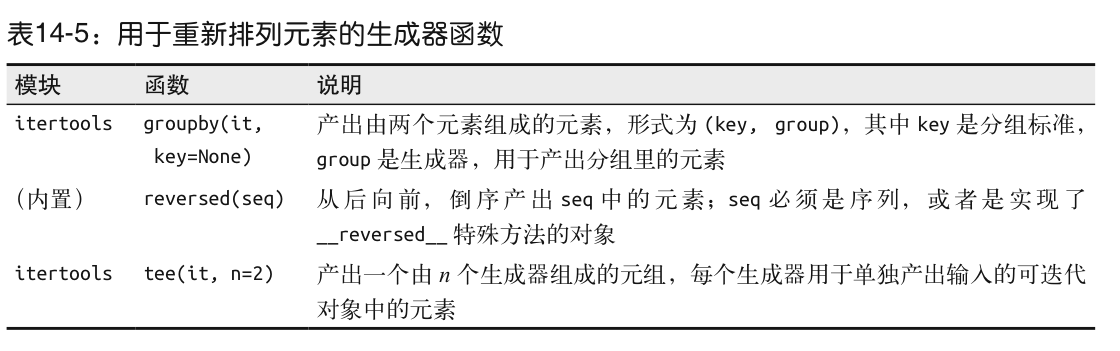 表14-5：用于重新排列元素的生成器函数
模块 函数 说明
itertools groupby(it, 产出由两个元素组成的元素，形式为 (key, group)，其中 key 是分组标准，
key=None) group 是生成器，用于产出分组里的元素
（内置） reversed(seq) 从后向前，倒序产出 seq 中的元素；seq 必须是序列，或者是实现了
__reversed__ 特殊方法的对象
itertools tee(it, n=2) 产出一个由 n 个生成器组成的元组，每个生成器用于单独产出输入的可迭代
对象中的元素